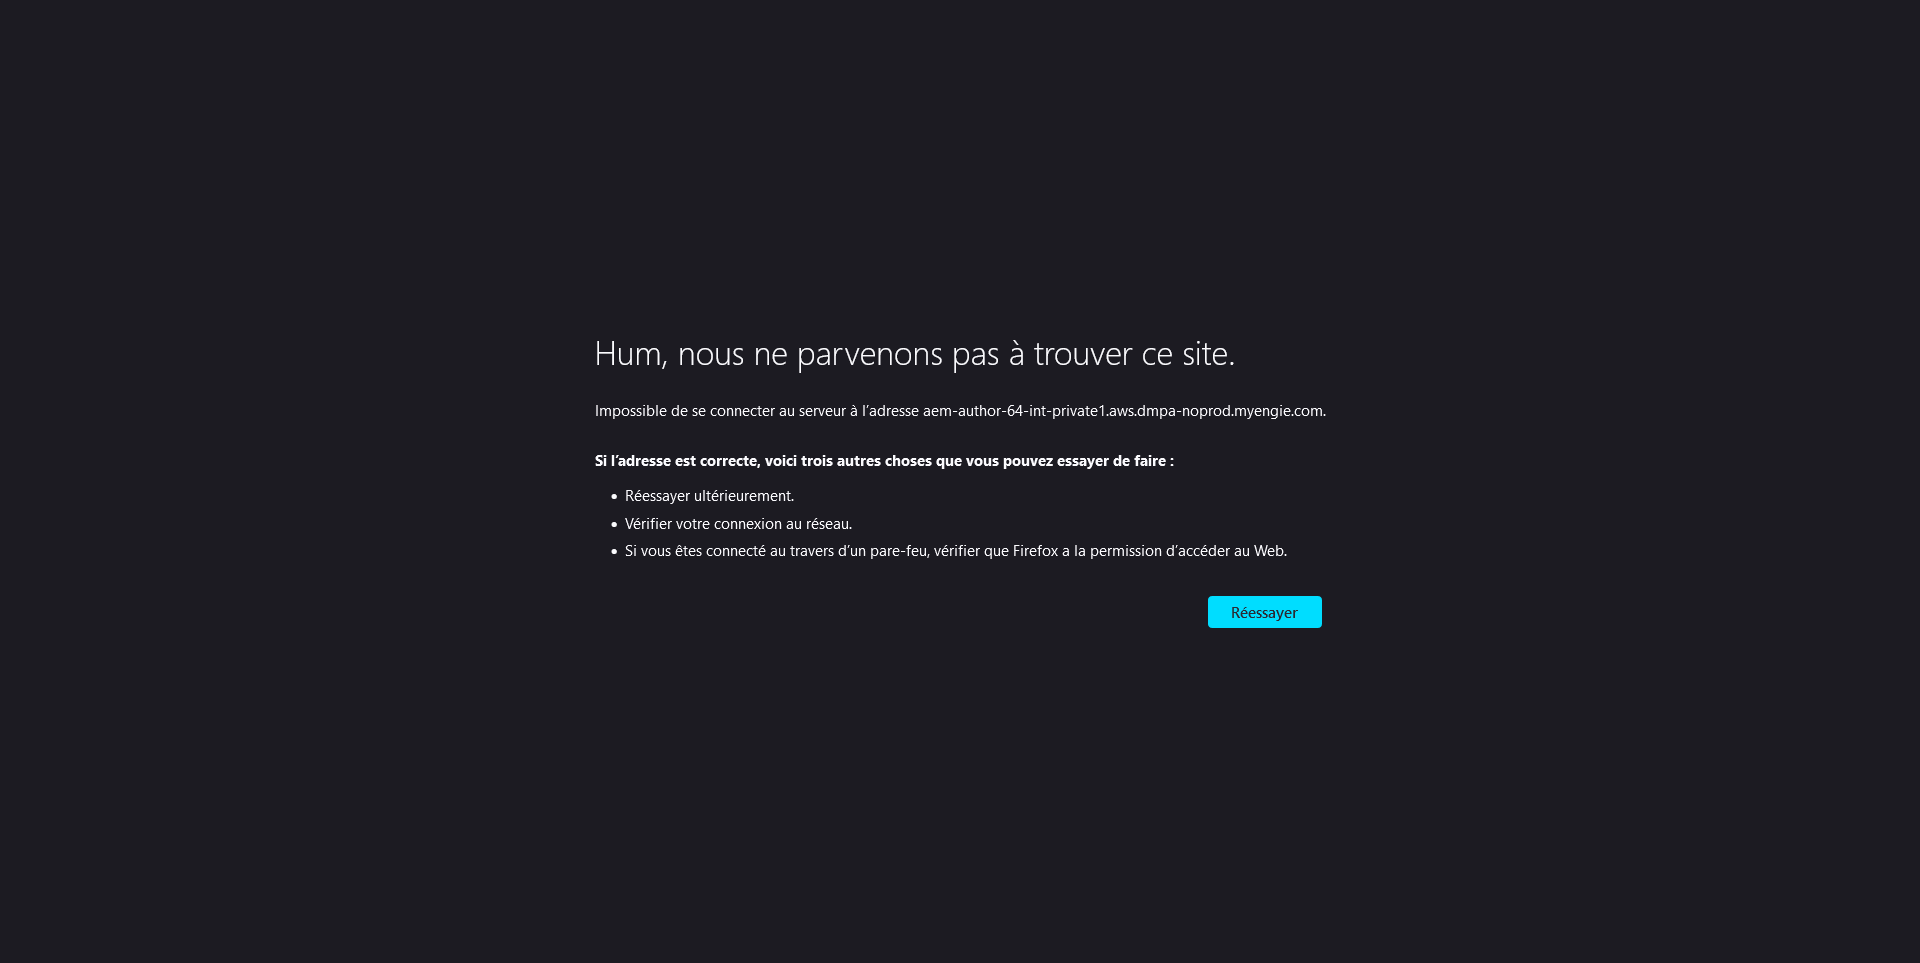 Hum, nous ne parvenons pas à trouver ce site.
Impossible de se connecter au serveur à l’adresse aem-author-64-int-private1.aws.dmpa-noprod.myengie.com.
Si l’adresse est correcte, voici trois autres choses que vous pouvez essayer de faire :
• Réessayer ultérieurement.
• Vérifier votre connexion au réseau.
• Si vous êtes connecté au travers d’un pare-feu, vérifier que Firefox a la permission d’accéder au Web.
Réessayer